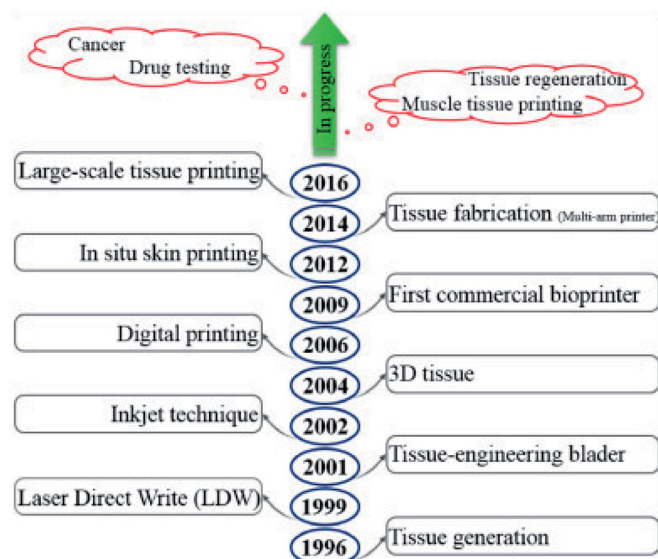 Cancer
Drug testing
In progress
Tissue regeneration
Muscle tissue printing
Large-scale tissue printing
2016
2014
Tissue fabrication (Multi-arm printer)
In situ skin printing
2012
2009
First commercial bioprinter
Digital printing
2006
2004
3D tissue
Inkjet technique
2002
2001
Tissue-engineering blader
Laser Direct Write (LDW)
1999
1996
Tissue generation